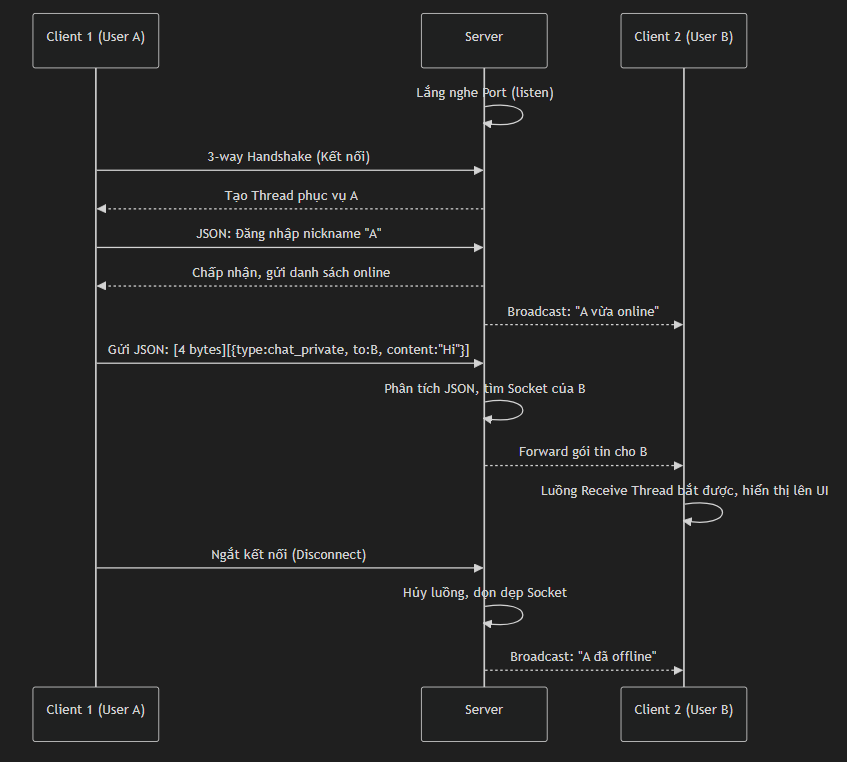 Client 1 (User A)
Server
Client 2 (User B)
Lắng nghe Port (listen)
3-way Handshake (Kết nối)
Tạo Thread phục vụ A
JSON: Đăng nhập nickname "A"
Chấp nhận, gửi danh sách online
Broadcast: "A vừa online"
Gửi JSON: [4 bytes][{type:chat_private, to:B, content:"Hi"}]
Phân tích JSON, tìm Socket của B
Forward gói tin cho B
Luồng Receive Thread bắt được, hiển thị lên UI
Ngắt kết nối (Disconnect)
Hủy luồng, dọn dẹp Socket
Broadcast: "A đã offline"
Client 1 (User A)
Server
Client 2 (User B)